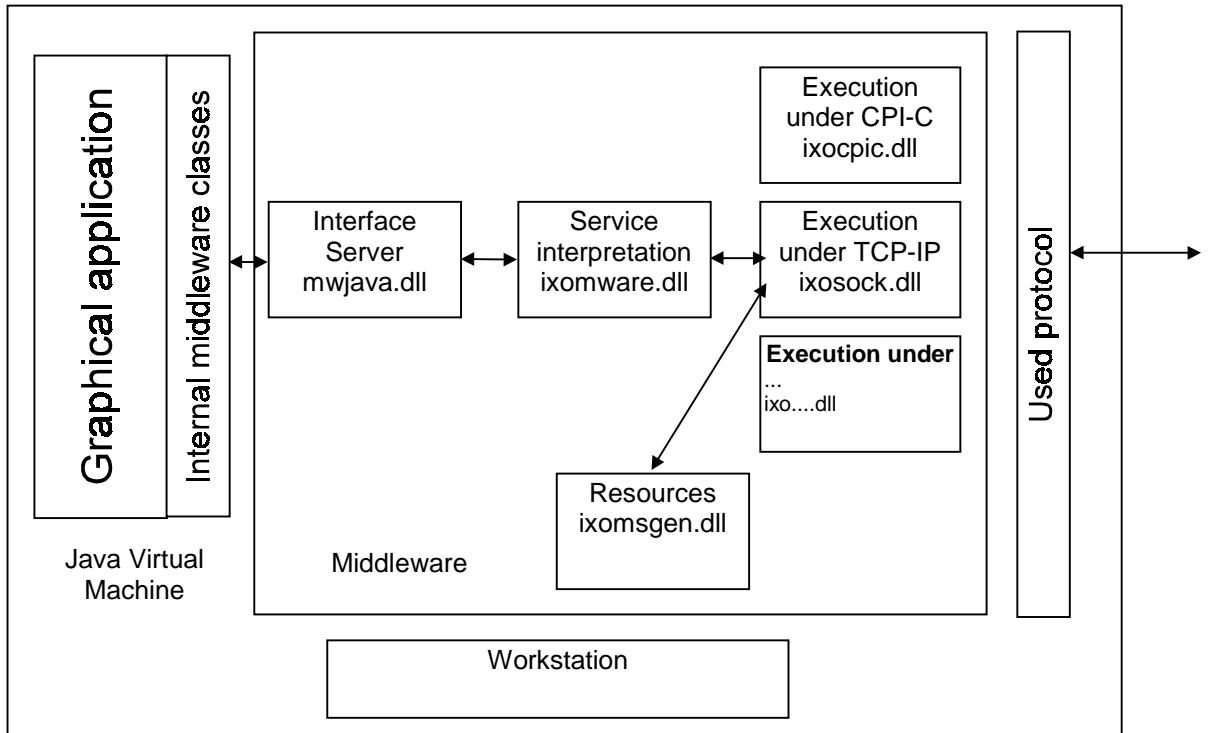 Graphical application
Internal middleware classes
Java Virtual
Machine
Interface
Server
mwjava.dll
Service
interpretation
ixomware.dll
Execution
under CPI-C
ixocpic.dll
Execution
under TCP-IP
ixosock.dll
Execution under
...
ixo....dll
Resources
ixomsgen.dll
Middleware
Used protocol
Workstation